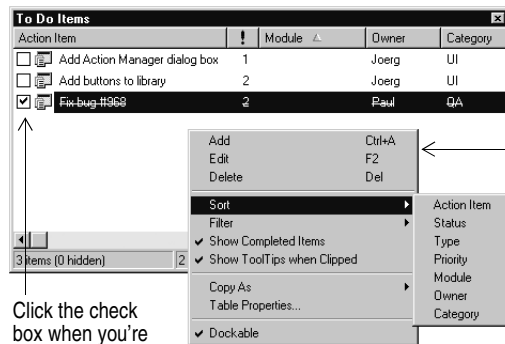 To Do Items
Action Item ! Module Owner Category
Add Action Manager dialog box 1 Joerg UI
Add buttons to library 2 Joerg UI
Fix bug #968 2 Paul QA
Add Ctrl+A
Edit F2
Delete Del
Sort
Filter
Show Completed Items
Show ToolTips when Clipped
Copy As
Table Properties...
Dockable
Action Item
Status
Type
Priority
Module
Owner
Category
3 items (0 hidden) 2
Click the check
box when you're